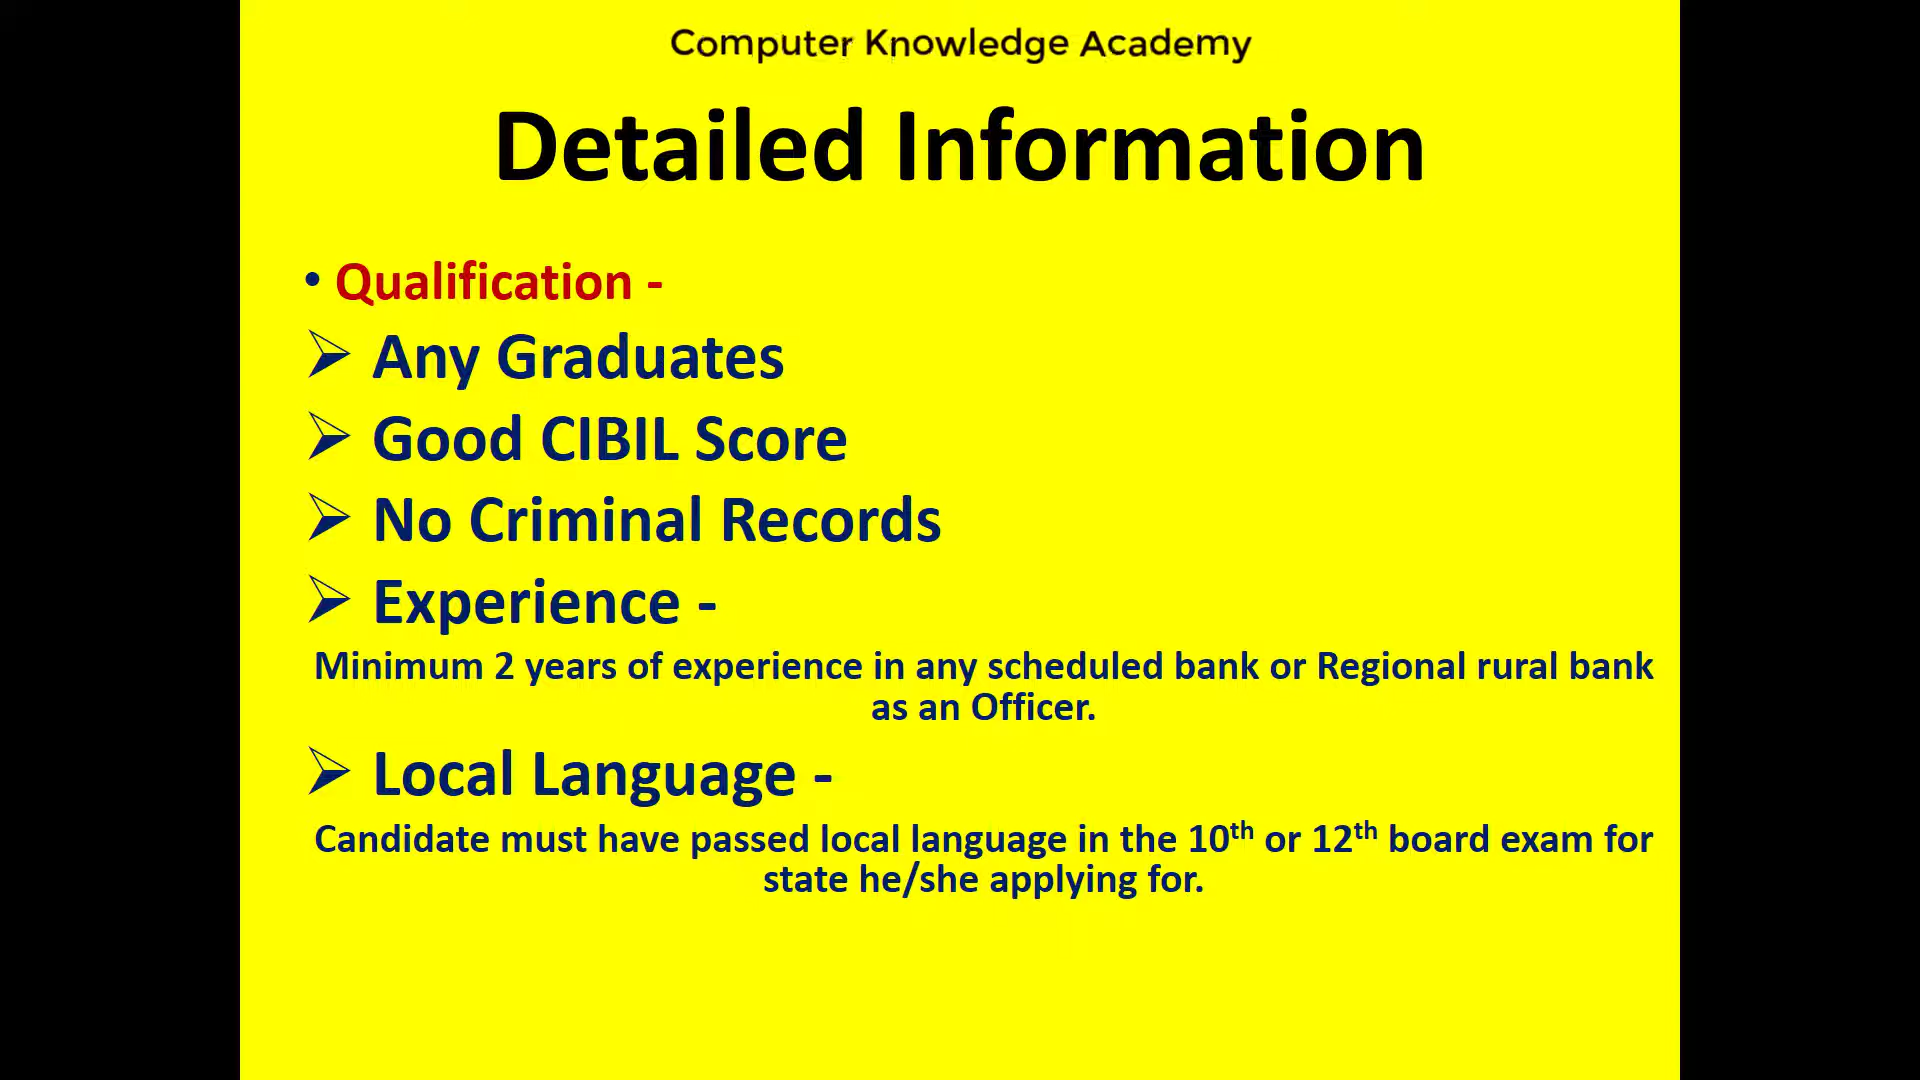 Computer Knowledge Academy
Detailed Information
• Qualification -
➢ Any Graduates
➢ Good CIBIL Score
➢ No Criminal Records
➢ Experience -
Minimum 2 years of experience in any scheduled bank or Regional rural bank
as an Officer.
➢ Local Language -
Candidate must have passed local language in the 10th or 12th board exam for
state he/she applying for.